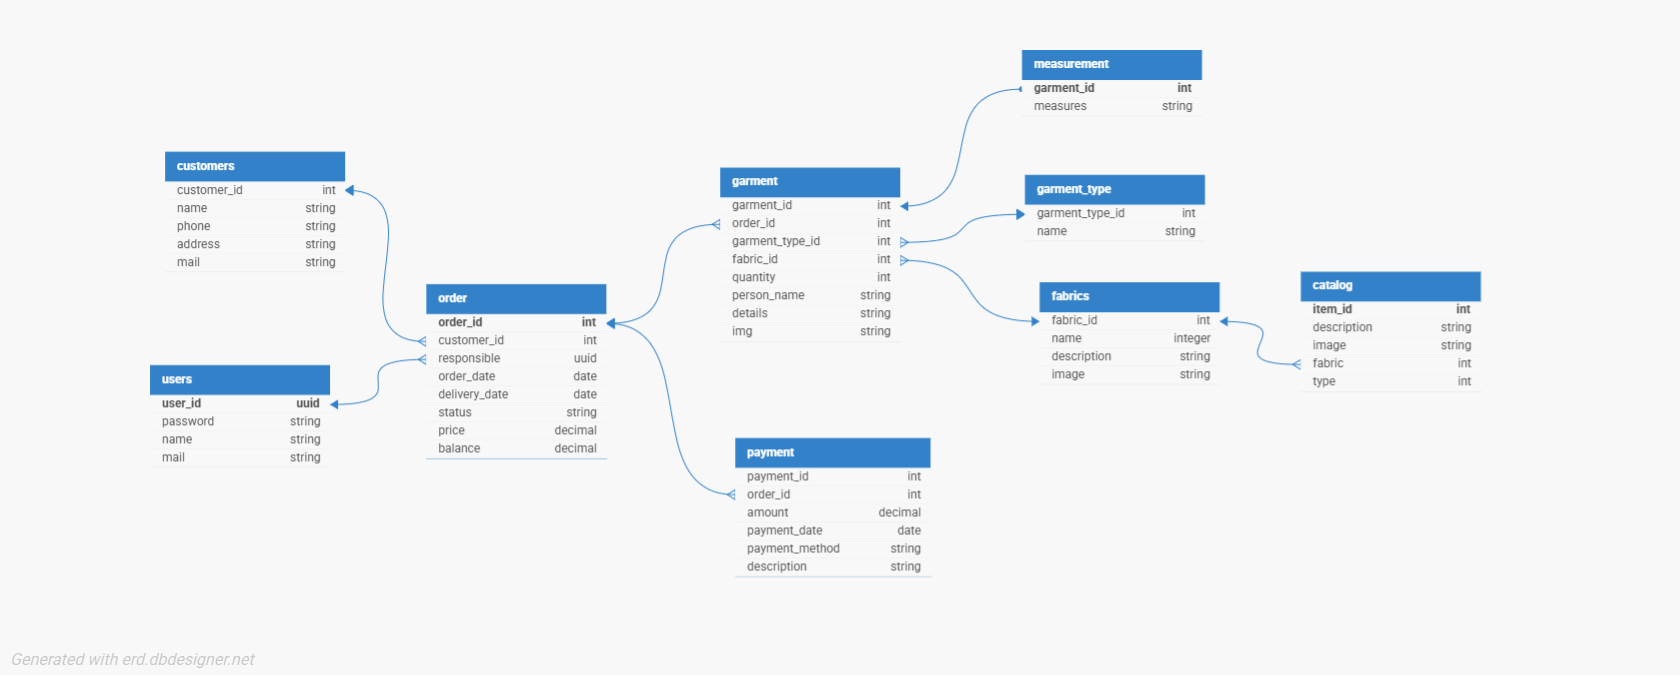 measurement
garment_id int
measures string
customers
customer_id int
name string
phone string
address string
mail string
garment
garment_id int
order_id int
garment_type_id int
fabric_id int
quantity int
person_name string
details string
img string
garment_type
garment_type_id int
name string
order
order_id int
customer_id int
responsible uuid
order_date date
delivery_date date
status string
price decimal
balance decimal
fabrics
fabric_id int
name integer
description string
image string
catalog
item_id int
description string
image string
fabric int
type int
users
user_id uuid
password string
name string
mail string
payment
payment_id int
order_id int
amount decimal
payment_date date
payment_method string
description string
Generated with erd.dbdesigner.net